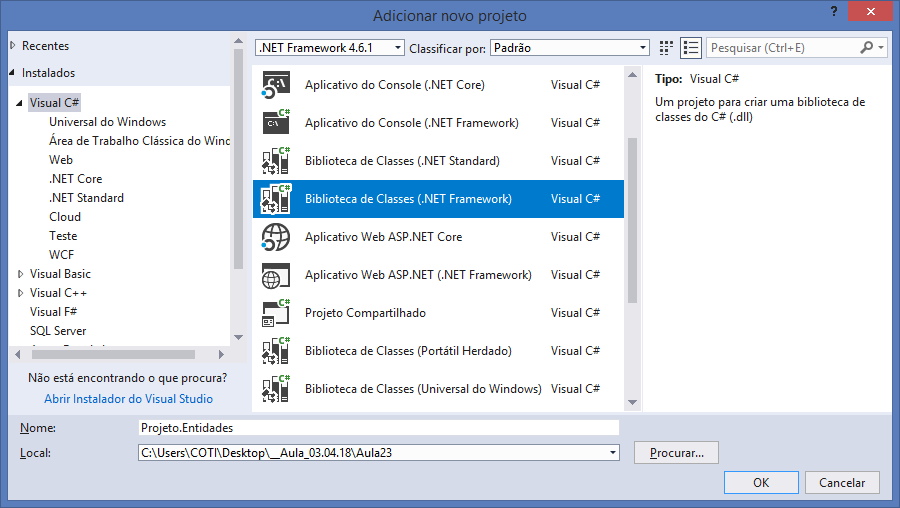 Adicionar novo projeto
?
Recentes
.NET Framework 4.6.1
Classificar por: Padrão
Pesquisar (Ctrl+E)
Instalados
Visual C#
Universal do Windows
Área de Trabalho Clássica do Wind
Web
.NET Core
.NET Standard
Cloud
Teste
WCF
Visual Basic
Visual C++
Visual F#
SQL Server
Não está encontrando o que procura?
Abrir Instalador do Visual Studio
Aplicativo do Console (.NET Core) Visual C#
Aplicativo do Console (.NET Framework) Visual C#
Biblioteca de Classes (.NET Standard) Visual C#
Biblioteca de Classes (.NET Framework) Visual C#
Aplicativo Web ASP.NET Core Visual C#
Aplicativo Web ASP.NET (.NET Framework) Visual C#
Projeto Compartilhado Visual C#
Biblioteca de Classes (Portátil Herdado) Visual C#
Biblioteca de Classes (Universal do Windows) Visual C#
Tipo: Visual C#
Um projeto para criar uma biblioteca de
classes do C# (.dll)
Nome: Projeto.Entidades
Local: C:\Users\COTI\Desktop\__Aula_03.04.18\Aula23
Procurar...
OK
Cancelar